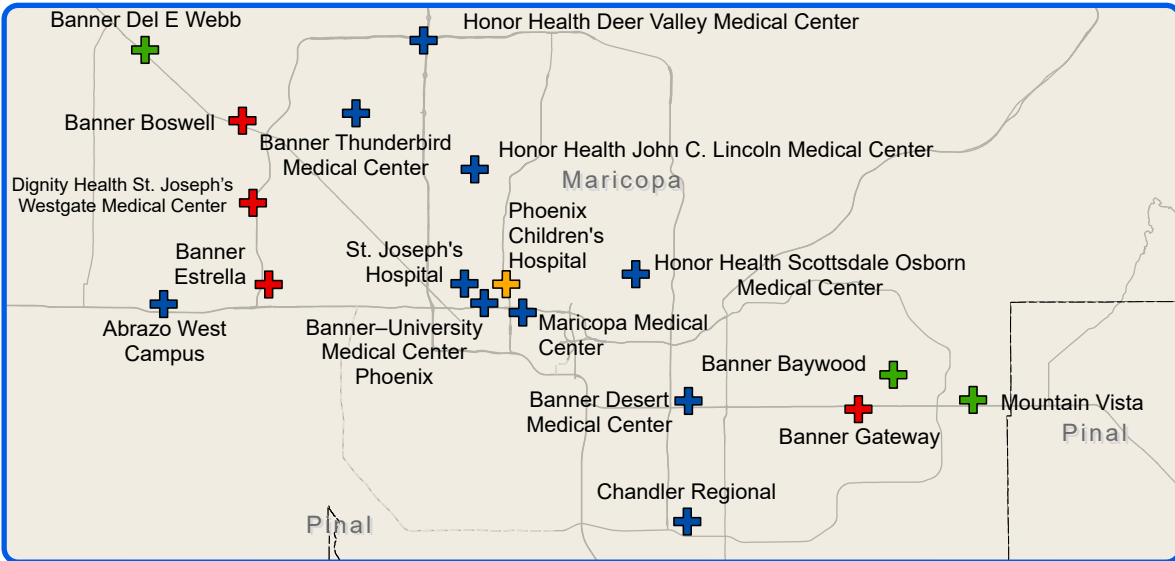 Banner Del E Webb
Honor Health Deer Valley Medical Center
Banner Boswell
Banner Thunderbird
Medical Center
Honor Health John C. Lincoln Medical Center
Maricopa
Dignity Health St. Joseph’s
Westgate Medical Center
Phoenix
Children's
Hospital
Banner
Estrella
St. Joseph's
Hospital
Honor Health Scottsdale Osborn
Medical Center
Abrazo West
Campus
Banner–University
Medical Center
Phoenix
Maricopa Medical
Center
Banner Baywood
Banner Desert
Medical Center
Mountain Vista
Banner Gateway
Pinal
Chandler Regional
Pinal